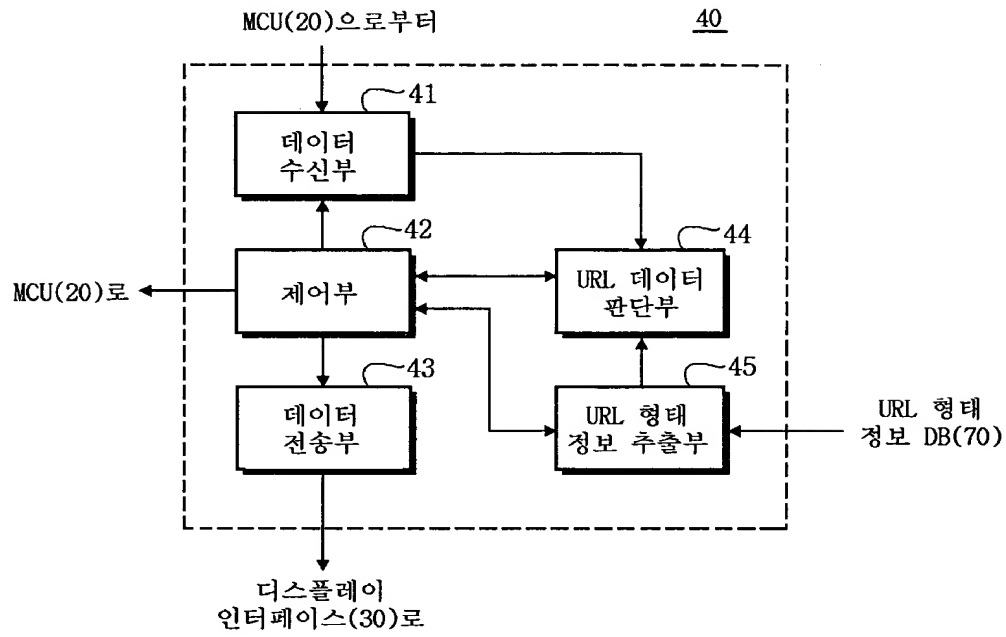 MCU(20)으로부터
40
41
데이터
수신부
42
제어부
MCU(20)로
44
URL 데이터
판단부
43
데이터
전송부
45
URL 형태
정보 추출부
URL 형태
정보 DB(70)
디스플레이
인터페이스(30)로